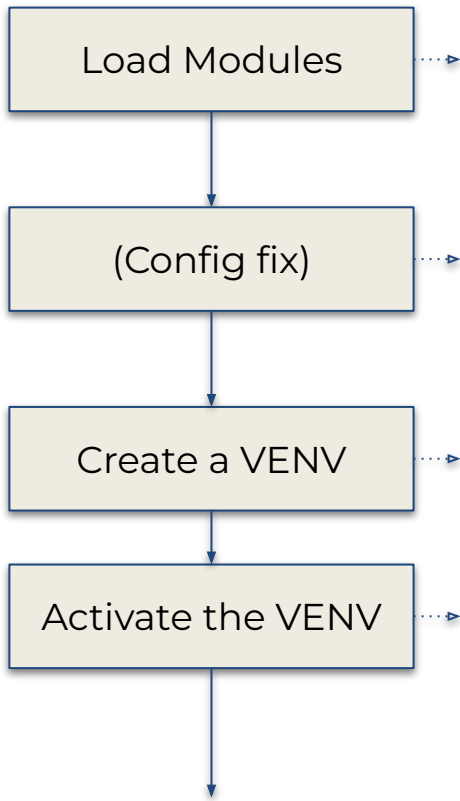 Load Modules
(Config fix)
Create a VENV
Activate the VENV